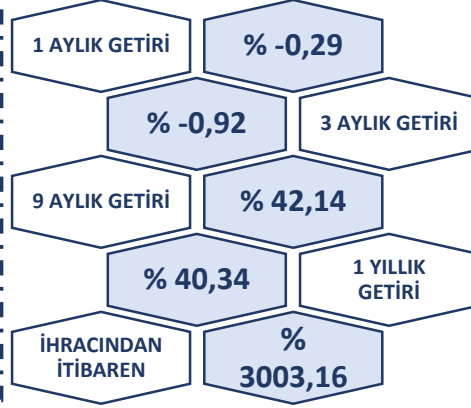 1 AYLIK GETİRİ
% -0,29
% -0,92
3 AYLIK GETİRİ
9 AYLIK GETİRİ
% 42,14
% 40,34
1 YILLIK
GETİRİ
İHRACINDAN
İTİBAREN
%
3003,16